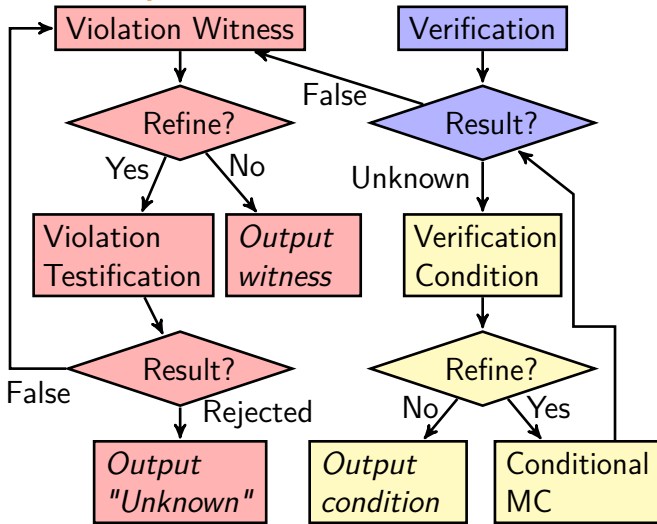 Violation Witness
Verification
False
Refine?
Result?
Yes
No
Unknown
Violation
Testification
Output
witness
Verification
Condition
Result?
Refine?
False
Rejected
No
Yes
Output
"Unknown"
Output
condition
Conditional
MC